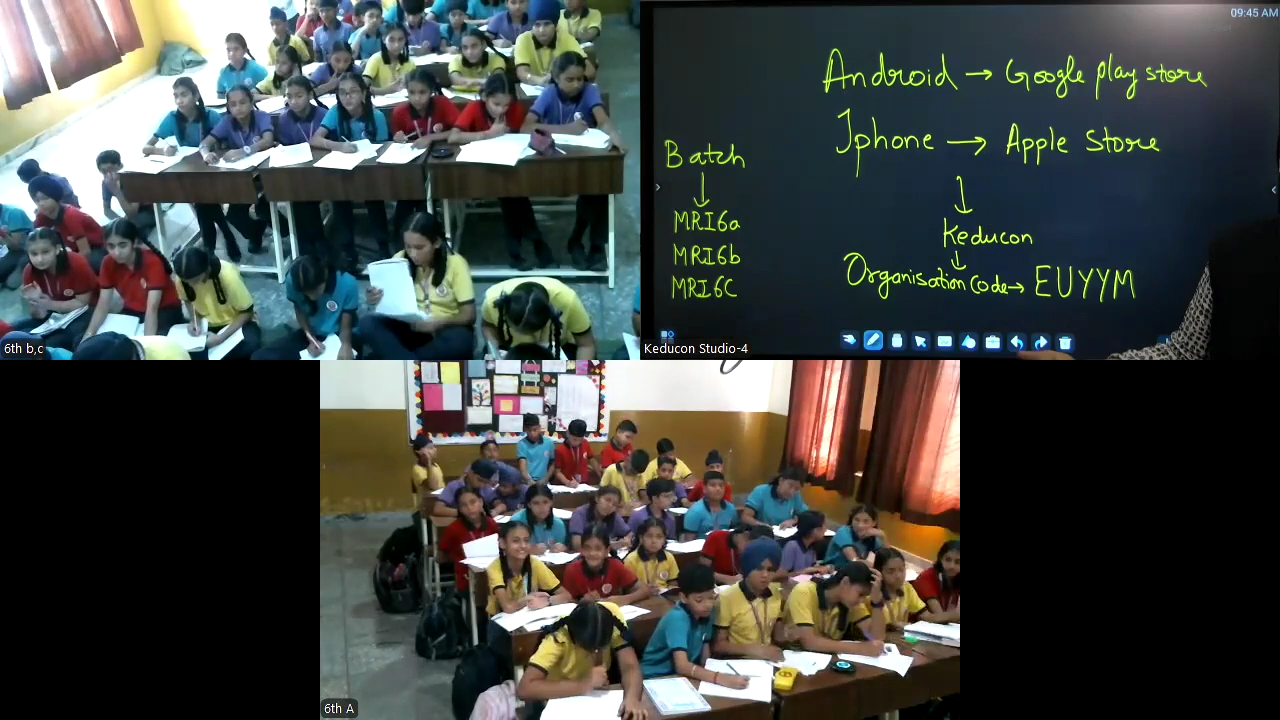 09:45 AM
Android → Google play store
Iphone → Apple Store
↓
Keducon
↓
Organisation Code → EUYYM
Batch
↓
MRI6a
MRI6b
MRI6C
6th b,c
Keducon Studio-4
6th A